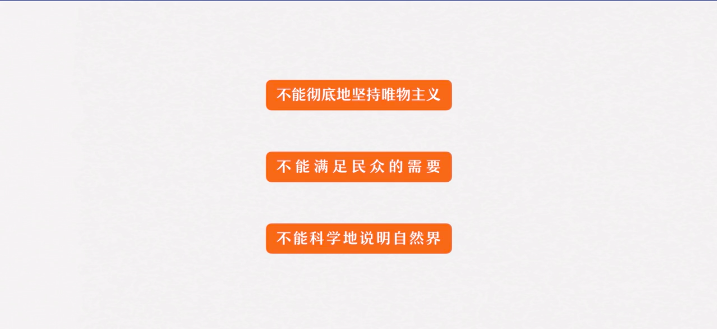 不能彻底地坚持唯物主义
不能满足民众的需要
不能科学地说明自然界